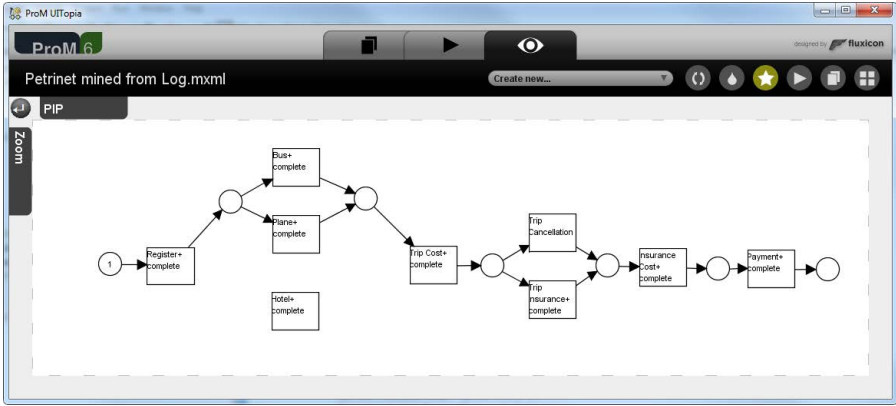 ProM UITopia
ProM 6
designed by fluxicon
Petrinet mined from Log.mxml
Create new...
PIP
Zoom
Bus+
complete
Plane+
complete
Register+
complete
1
Hotel+
complete
Trip Cost+
complete
Trip
Cancellation
Trip
nsurance+
complete
nsurance
Cost+
complete
Payment+
complete